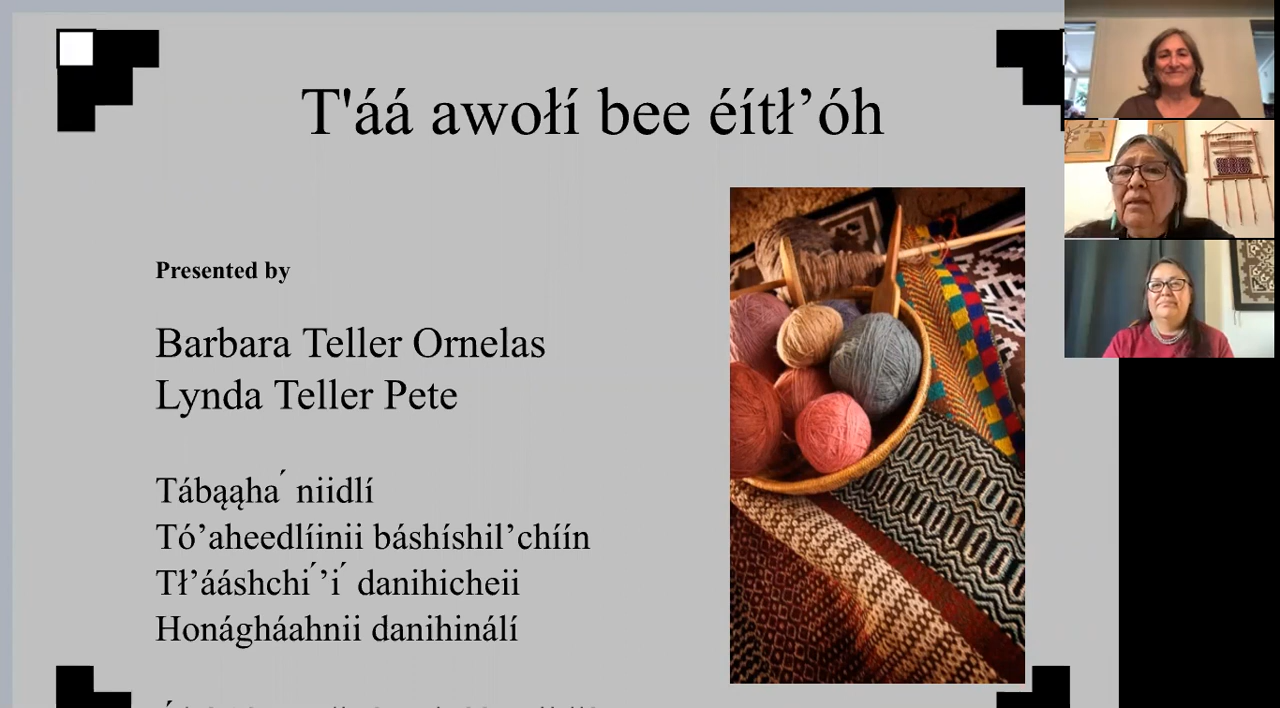 T'áá awołí bee éítł’óh
Presented by
Barbara Teller Ornelas
Lynda Teller Pete
Tábąąha ́ niidlí
Tó’aheedlíinii báshíshil’chíín
Tł’ááshchi ́’i ́ danihicheii
Honágháahnii danihinálí